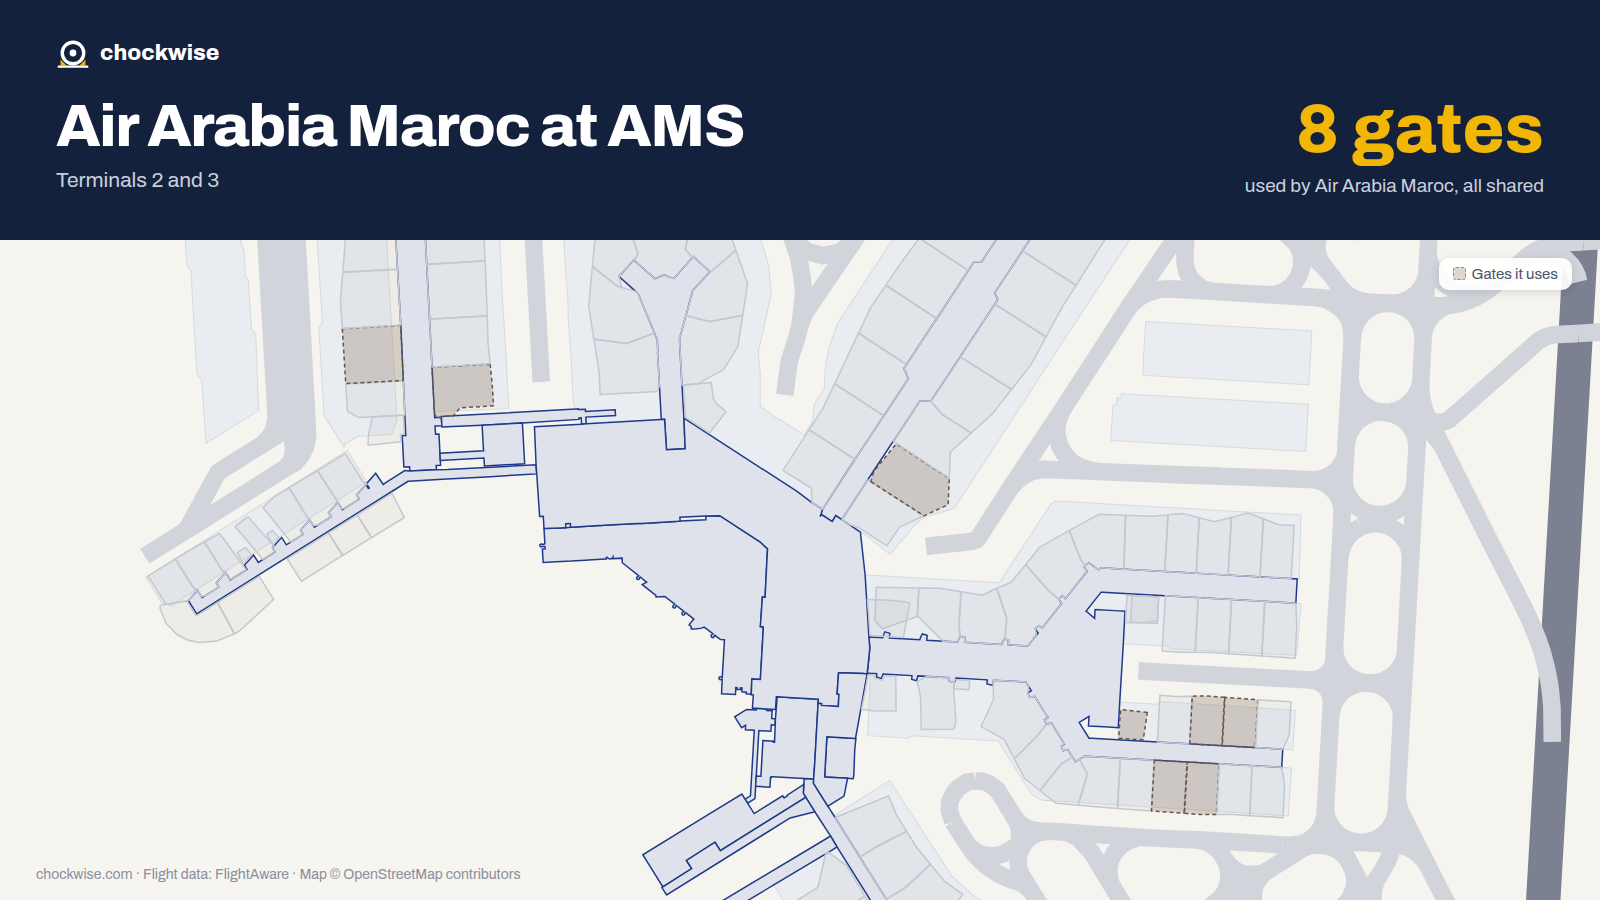 chockwise
Air Arabia Maroc at AMS
Terminals 2 and 3
8 gates
used by Air Arabia Maroc, all shared
Gates it uses
chockwise.com · Flight data: FlightAware · Map © OpenStreetMap contributors